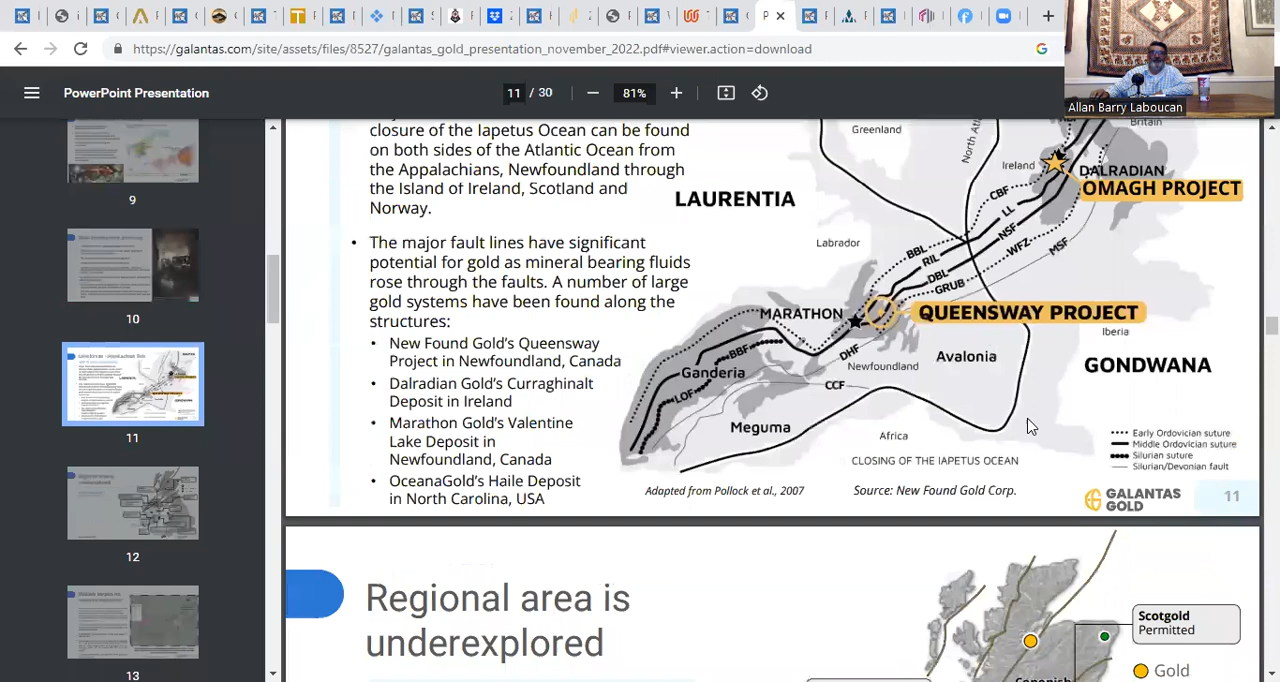 https://galantas.com/site/assets/files/8527/galantas_gold_presentation_november_2022.pdf#viewer.action=download
PowerPoint Presentation
11 / 30
81%
Allan Barry Laboucan
9
10
11
12
13
closure of the Iapetus Ocean can be found
on both sides of the Atlantic Ocean from
the Appalachians, Newfoundland through
the Island of Ireland, Scotland and
Norway.
• The major fault lines have significant
potential for gold as mineral bearing fluids
rose through the faults. A number of large
gold systems have been found along the
structures:
• New Found Gold's Queensway
Project in Newfoundland, Canada
• Dalradian Gold's Curraghinalt
Deposit in Ireland
• Marathon Gold's Valentine
Lake Deposit in
Newfoundland, Canada
• OceanaGold's Haile Deposit
in North Carolina, USA
Greenland
Britain
Ireland
DALRADIAN
OMAGH PROJECT
LAURENTIA
CBF
LL
NSF
WFZ
MSF
Labrador
BBL
RIL
DBL
GRUB
MARATHON
QUEENSWAY PROJECT
Iberia
BBF
DHF
Avalonia
GONDWANA
Ganderia
Newfoundland
LOF
CCF
Meguma
Africa
CLOSING OF THE IAPETUS OCEAN
Early Ordovician suture
Middle Ordovician suture
Silurian suture
Silurian/Devonian fault
Adapted from Pollock et al., 2007
Source: New Found Gold Corp.
GALANTAS
GOLD
11
Regional area is
underexplored
Scotgold
Permitted
Gold